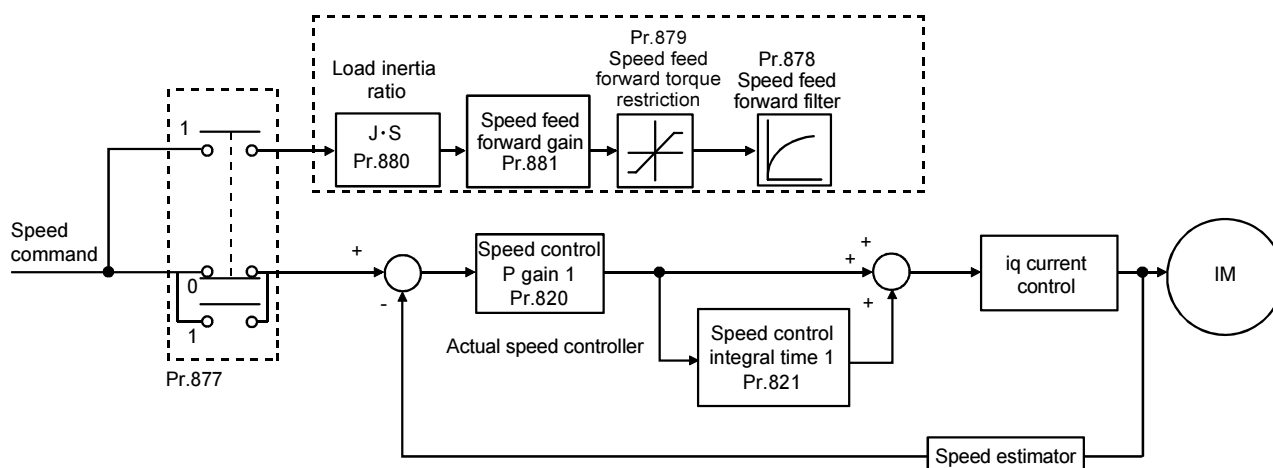 Pr.879
Speed feed
forward torque
restriction
Pr.878
Speed feed
forward filter
Load inertia
ratio
1
J·S
Pr.880
Speed feed
forward gain
Pr.881
Speed
command
0
1
Pr.877
+
-
Speed control
P gain 1
Pr.820
Actual speed controller
Speed control
integral time 1
Pr.821
+
+
iq current
control
IM
Speed estimator